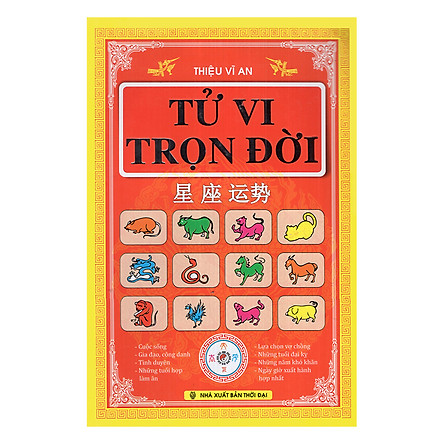 THIỆU VĨ AN
TỬ VI
TRỌN ĐỜI
星座运势
- Cuộc sống
- Gia đạo, công danh
- Tình duyên
- Những tuổi hợp
làm ăn
- Lựa chọn vợ chồng
- Những tuổi đại kỵ
- Những năm khó khăn
- Ngày giờ xuất hành
hợp nhất
NHÀ XUẤT BẢN THỜI ĐẠI